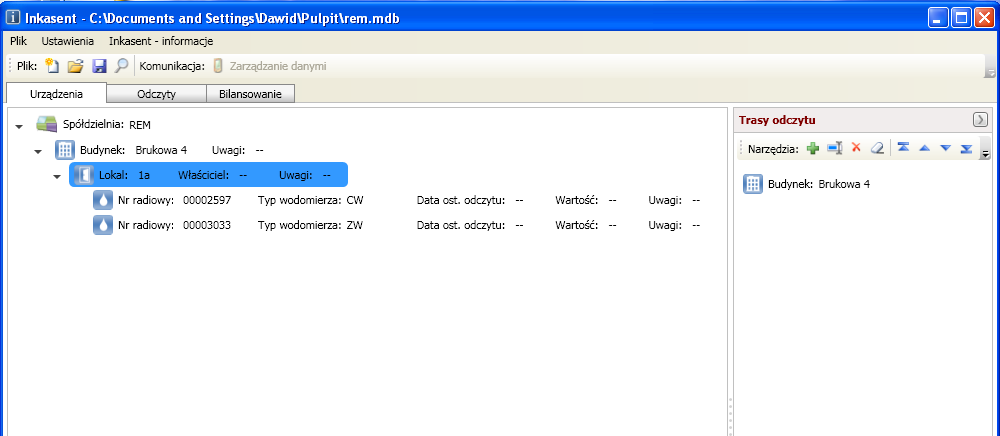 Inkasent - C:\Documents and Settings\Dawid\Pulpit\rem.mdb
Plik Ustawienia Inkasent - informacje
Plik: Komunikacja: Zarządzanie danymi
Urządzenia Odczyty Bilansowanie
Spółdzielnia: REM
Budynek: Brukowa 4 Uwagi: --
Lokal: 1a Właściciel: -- Uwagi: --
Nr radiowy: 00002597 Typ wodomierza: CW Data ost. odczytu: -- Wartość: -- Uwagi: --
Nr radiowy: 00003033 Typ wodomierza: ZW Data ost. odczytu: -- Wartość: -- Uwagi: --
Trasy odczytu
Narzędzia:
Budynek: Brukowa 4